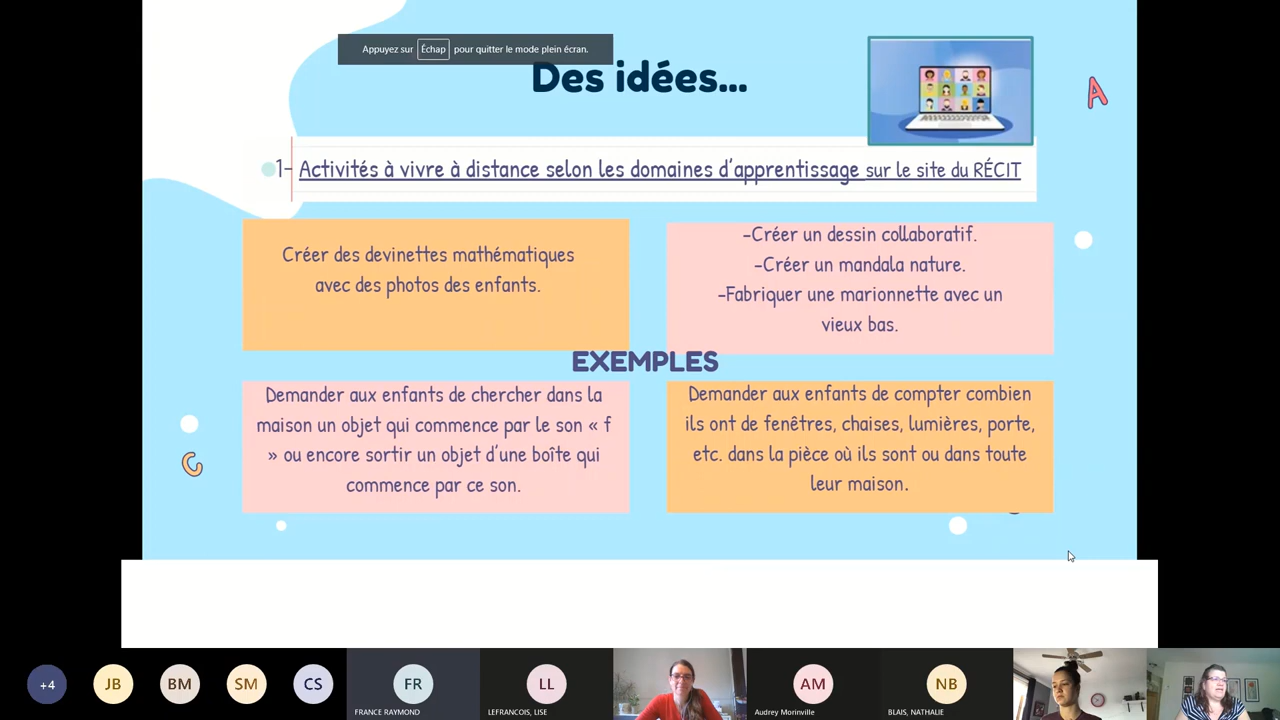 Appuyez sur Échap pour quitter le mode plein écran.
Des idées...
A
1- Activités à vivre à distance selon les domaines d'apprentissage sur le site du RÉCIT
Créer des devinettes mathématiques
avec des photos des enfants.
-Créer un dessin collaboratif.
-Créer un mandala nature.
-Fabriquer une marionnette avec un
vieux bas.
EXEMPLES
Demander aux enfants de chercher dans la
maison un objet qui commence par le son « f
» ou encore sortir un objet d'une boîte qui
commence par ce son.
Demander aux enfants de compter combien
ils ont de fenêtres, chaises, lumières, porte,
etc. dans la pièce où ils sont ou dans toute
leur maison.
C
+4
JB
BM
SM
CS
FR
FRANCE RAYMOND
LL
LEFRANCOIS, LISE
AM
Audrey Morinville
NB
BLAIS, NATHALIE